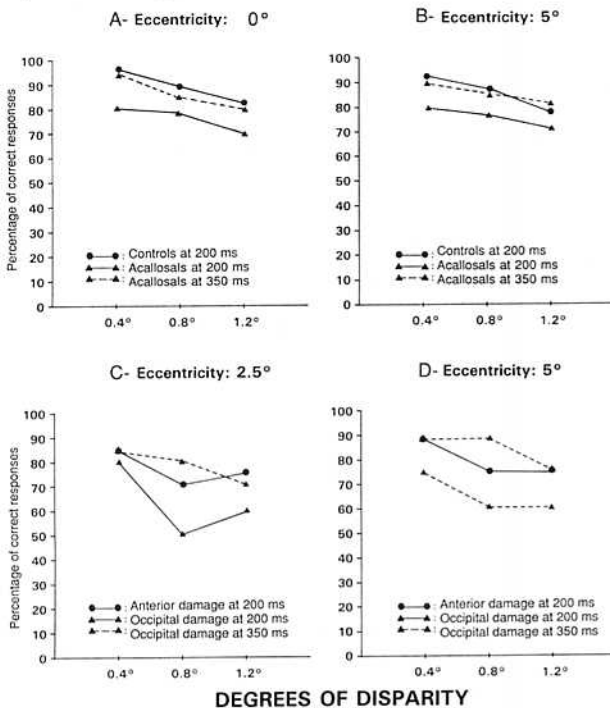 A- Eccentricity: 0°
B- Eccentricity: 5°
Percentage of correct responses
100
90
80
70
60
50
40
30
20
10
0
● : Controls at 200 ms
▲ : Acallosals at 200 ms
▲ : Acallosals at 350 ms
0.4° 0.8° 1.2°
100
90
80
70
60
50
40
30
20
10
0
● : Controls at 200 ms
▲ : Acallosals at 200 ms
▲ : Acallosals at 350 ms
0.4° 0.8° 1.2°
C- Eccentricity: 2.5°
D- Eccentricity: 5°
Percentage of correct responses
100
90
80
70
60
50
40
30
20
10
0
● : Anterior damage at 200 ms
▲ : Occipital damage at 200 ms
▲ : Occipital damage at 350 ms
0.4° 0.8° 1.2°
100
90
80
70
60
50
40
30
20
10
0
● : Anterior damage at 200 ms
▲ : Occipital damage at 200 ms
▲ : Occipital damage at 350 ms
0.4° 0.8° 1.2°
DEGREES OF DISPARITY